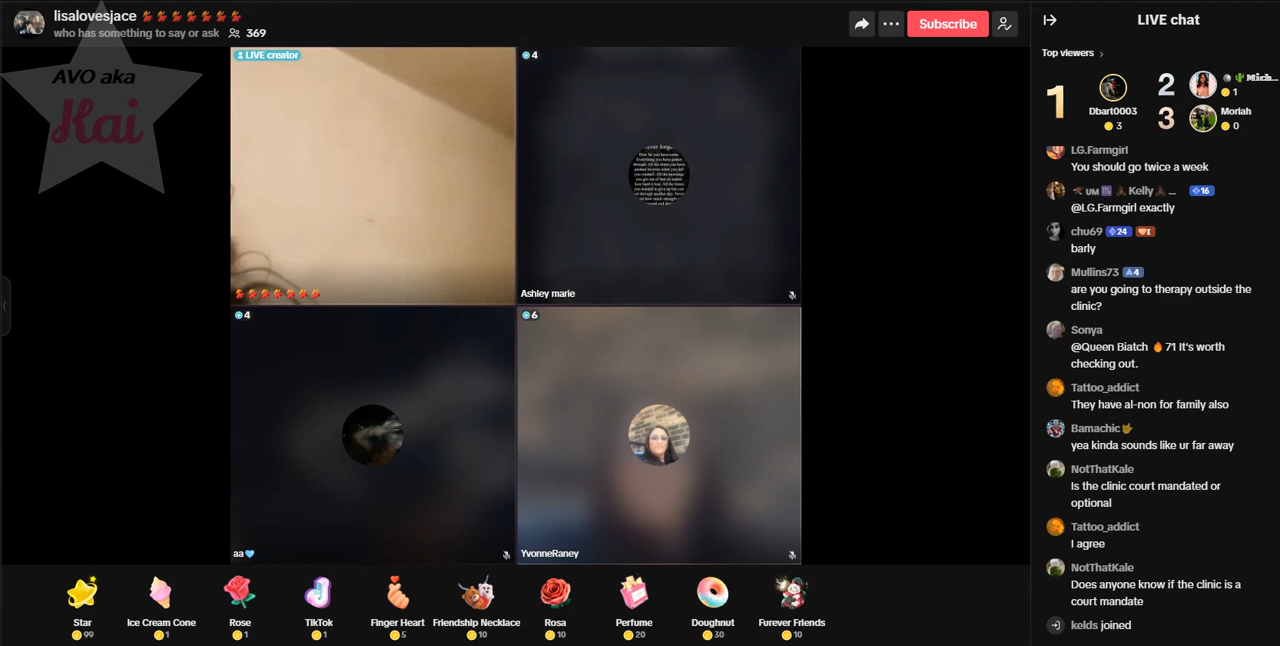 lisalovesjace
who has something to say or ask 369
Subscribe
LIVE chat
AVO aka
Kai
LIVE creator
4
Ashley marie
4
aa
6
YvonneRaney
Top viewers
1
Dbart0003
3
2
1
3
Moriah
0
LG.Farmgirl
You should go twice a week
Kelly ... 16
@LG.Farmgirl exactly
chu69 24 I
barly
Mullins73 4
are you going to therapy outside the
clinic?
Sonya
@Queen Biatch 🔥 71 It's worth
checking out.
Tattoo_addict
They have al-non for family also
Bamachic
yea kinda sounds like ur far away
NotThatKale
Is the clinic court mandated or
optional
Tattoo_addict
I agree
NotThatKale
Does anyone know if the clinic is a
court mandate
kelds joined
Star
99
Ice Cream Cone
1
Rose
1
TikTok
1
Finger Heart
5
Friendship Necklace
10
Rosa
10
Perfume
20
Doughnut
30
Furever Friends
10